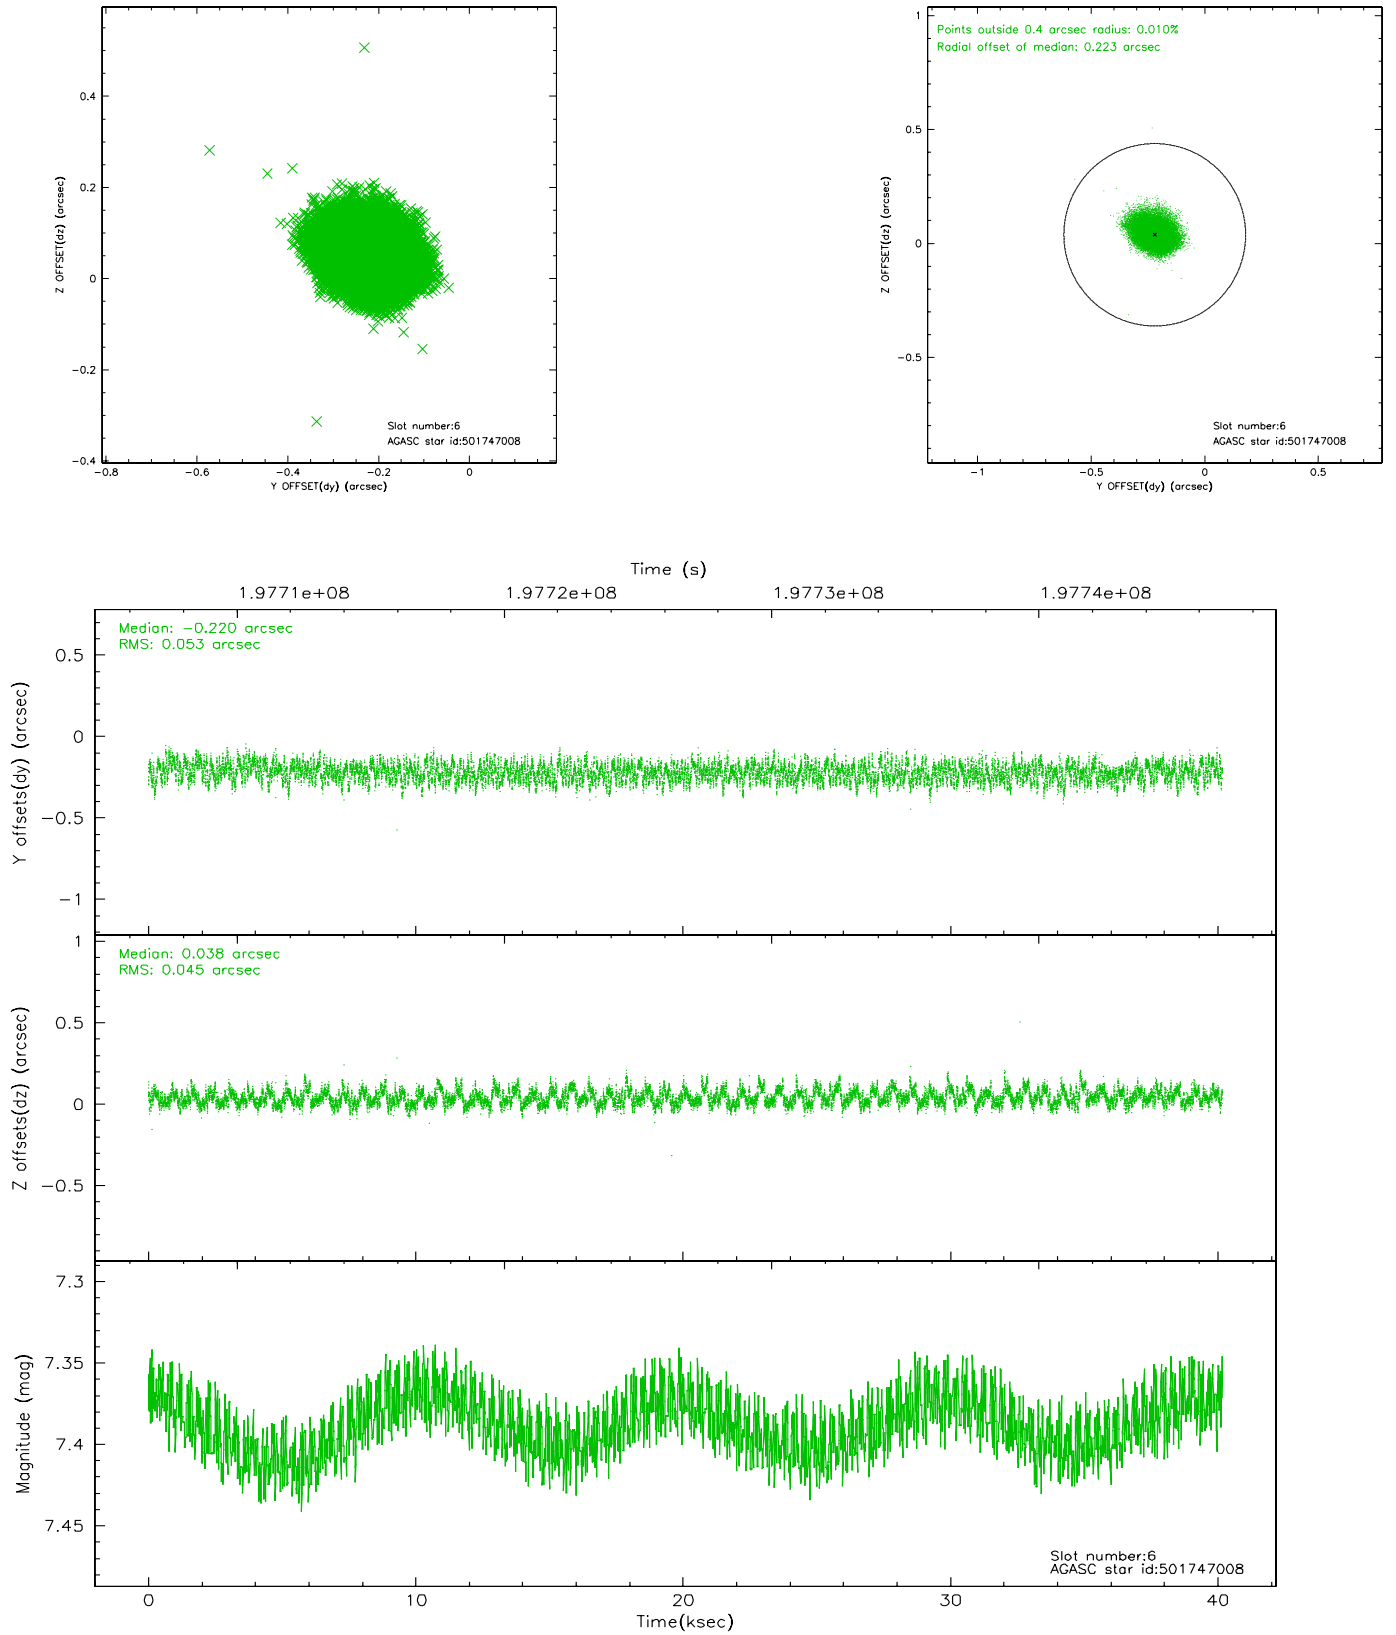 0.4
0.2
0
−0.2
−0.4
Z OFFSET(dz) (arcsec)
Slot number:6
AGASC star id:501747008
−0.8
−0.6
−0.4
−0.2
0
Y OFFSET(dy) (arcsec)
Points outside 0.4 arcsec radius: 0.010%
Radial offset of median: 0.223 arcsec
1
0.5
0
−0.5
Z OFFSET(dz) (arcsec)
Slot number:6
AGASC star id:501747008
−1
−0.5
0
0.5
Y OFFSET(dy) (arcsec)
Time (s)
1.9771e+08
1.9772e+08
1.9773e+08
1.9774e+08
Median: −0.220 arcsec
RMS: 0.053 arcsec
0.5
0
−0.5
−1
Y offsets(dy) (arcsec)
Median: 0.038 arcsec
RMS: 0.045 arcsec
1
0.5
0
−0.5
Z offsets(dz) (arcsec)
7.3
7.35
7.4
7.45
Magnitude (mag)
Slot number:6
AGASC star id:501747008
0
10
20
30
40
Time(ksec)